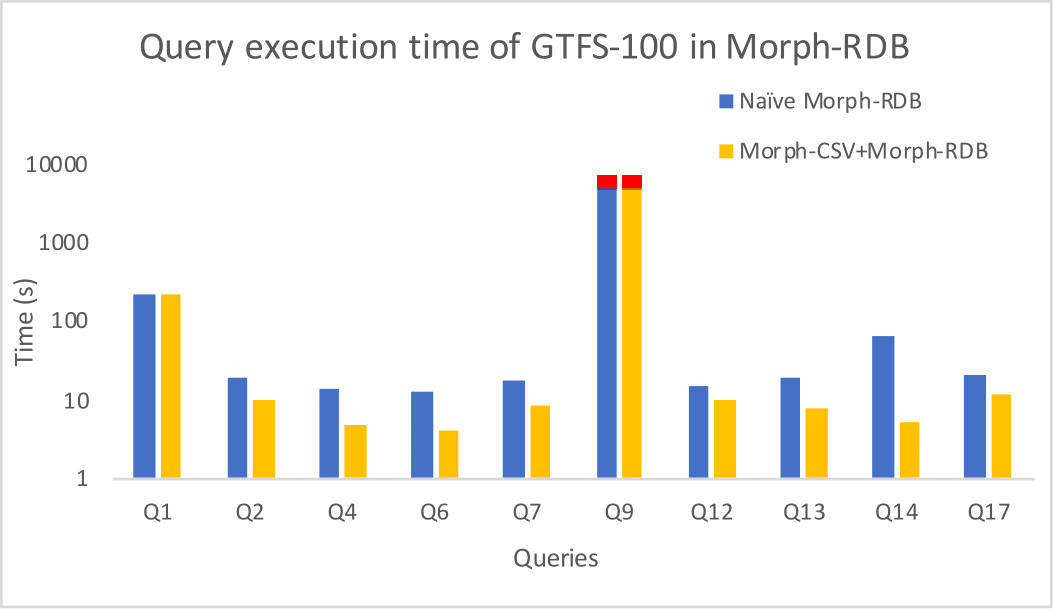 Query execution time of GTFS-100 in Morph-RDB
Naïve Morph-RDB
Morph-CSV+Morph-RDB
10000
1000
100
10
1
Time (s)
Q1 Q2 Q4 Q6 Q7 Q9 Q12 Q13 Q14 Q17
Queries